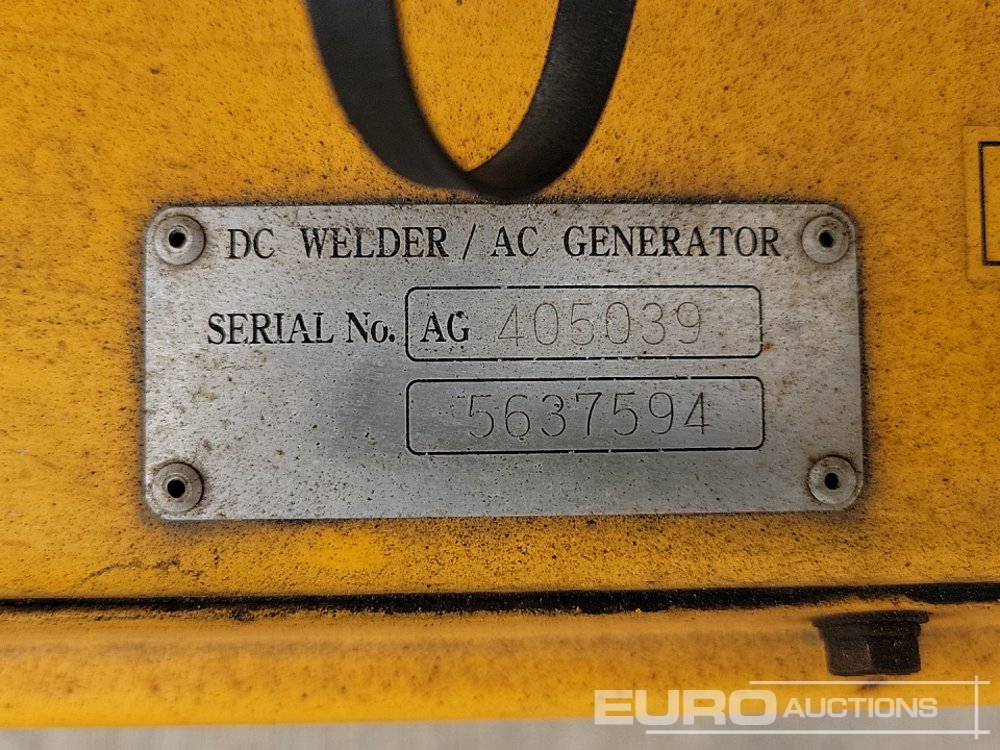 DC WELDER / AC GENERATOR
SERIAL No. AG 405039
5637594
EURO AUCTIONS